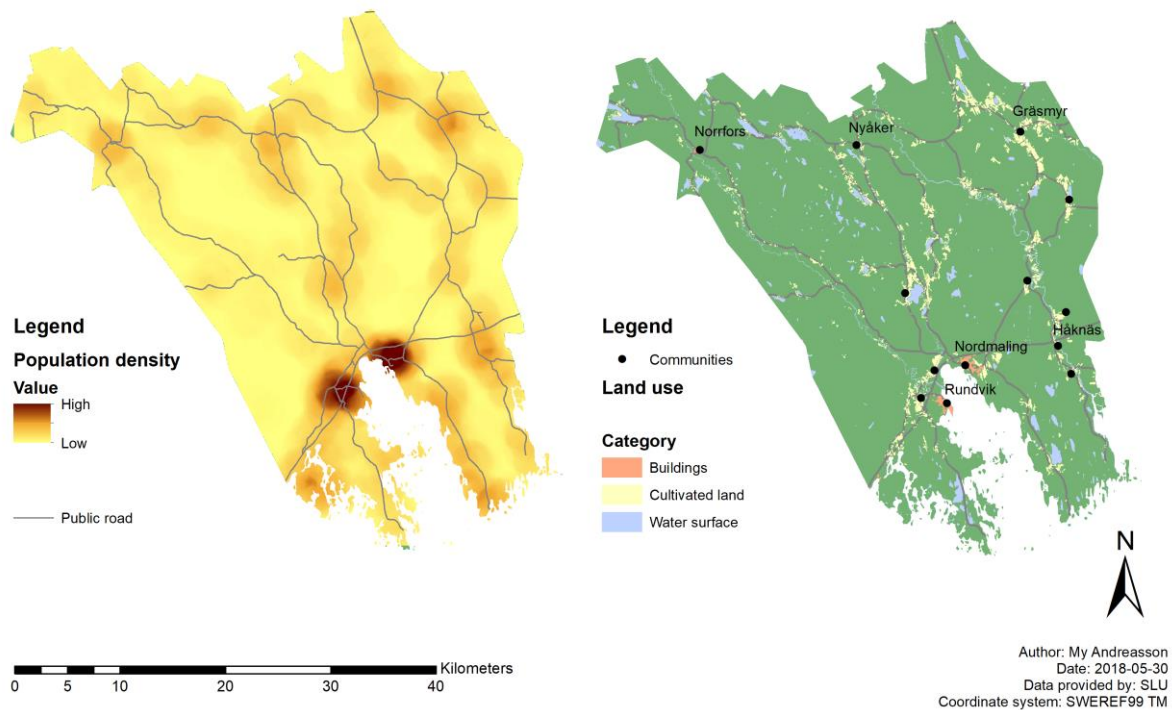 Legend
Population density
Value
High
Low
Public road
0 5 10 20 30 40 Kilometers
Norrfors
Nyåker
Gräsmyr
Håknäs
Nordmaling
Rundvik
Legend
Communities
Land use
Category
Buildings
Cultivated land
Water surface
N
Author: My Andreasson
Date: 2018-05-30
Data provided by: SLU
Coordinate system: SWEREF99 TM